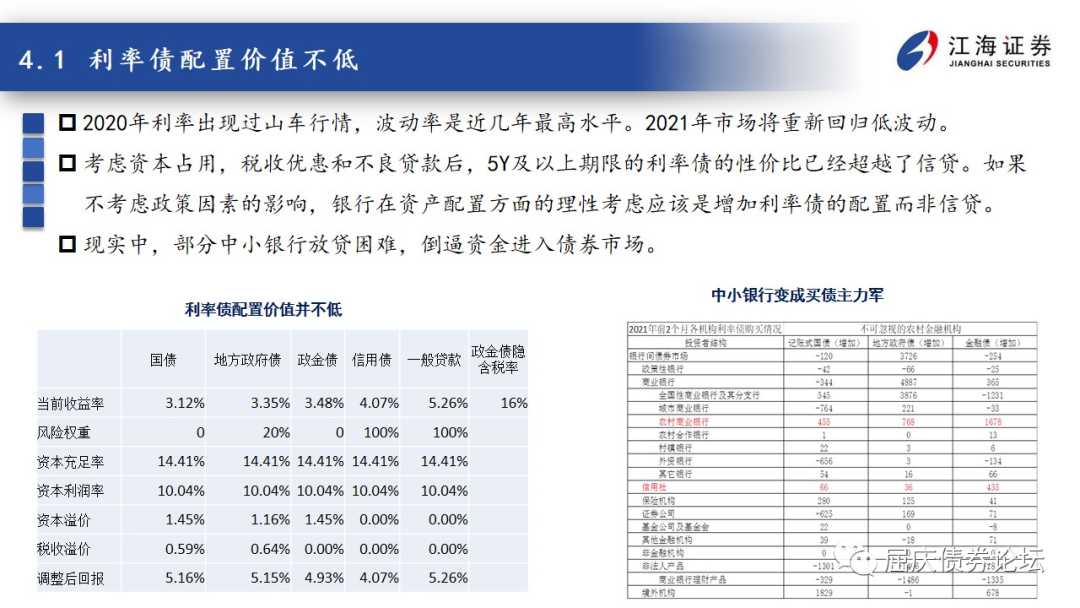 4.1 利率债配置价值不低
江海证券
JIANGHAI SECURITIES
2020年利率出现过山车行情，波动率是近几年最高水平。2021年市场将重新回归低波动。
考虑资本占用，税收优惠和不良贷款后，5Y及以上期限的利率债的性价比已经超越了信贷。如果
不考虑政策因素的影响，银行在资产配置方面的理性考虑应该是增加利率债的配置而非信贷。
现实中，部分中小银行放贷困难，倒逼资金进入债券市场。
利率债配置价值并不低
国债 地方政府债 政金债 信用债 一般贷款 政金债隐含税率
当前收益率 3.12% 3.35% 3.48% 4.07% 5.26% 16%
风险权重 0 20% 0 100% 100%
资本充足率 14.41% 14.41% 14.41% 14.41% 14.41%
资本利润率 10.04% 10.04% 10.04% 10.04% 10.04%
资本溢价 1.45% 1.16% 1.45% 0.00% 0.00%
税收溢价 0.59% 0.64% 0.00% 0.00% 0.00%
调整后回报 5.16% 5.15% 4.93% 4.07% 5.26%
中小银行变成买债主力军
2021年前2个月各机构利率债购买情况 不可忽视的农村金融机构
投资者结构 记账式国债（增加） 地方政府债（增加） 金融债（增加）
银行间债券市场 -120 3726 -254
政策性银行 -42 -66 -25
商业银行 -344 4887 365
全国性商业银行及其分支行 545 3876 -1231
城市商业银行 -764 221 -33
农村商业银行 455 768 1678
农村合作银行 1 0 13
村镇银行 22 3 6
外资银行 -656 3 -134
其它银行 54 16 66
信用社 66 36 435
保险机构 280 125 41
证券公司 -625 169 71
基金公司及基金会 22 0 -8
其他金融机构 39 -18 71
非金融机构 0
非法人产品 -1301
商业银行理财产品 -329 -1486 -1335
境外机构 1829 -1 678
屈庆债券论坛